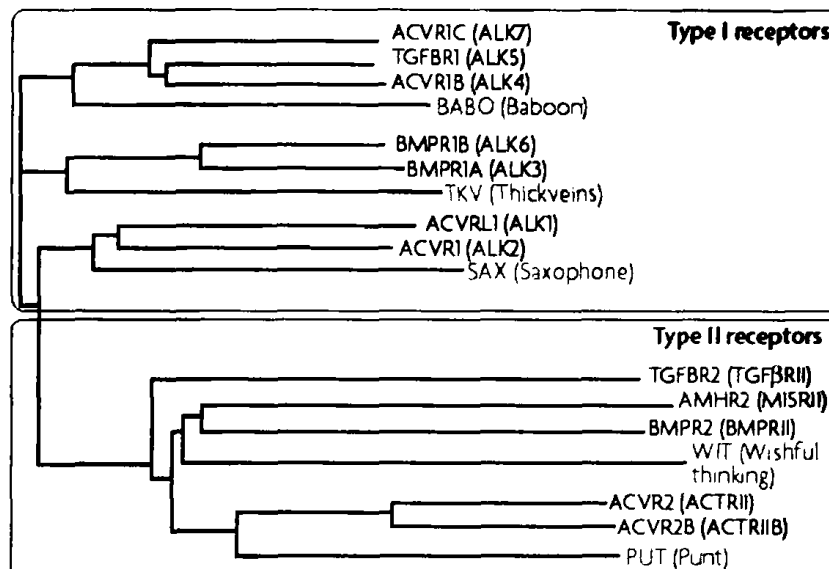 Type I receptors
ACVR1C (ALK7)
TGFBR1 (ALK5)
ACVR1B (ALK4)
BABO (Baboon)
BMPR1B (ALK6)
BMPR1A (ALK3)
TKV (Thickveins)
ACVRL1 (ALK1)
ACVR1 (ALK2)
SAX (Saxophone)
Type II receptors
TGFBR2 (TGFβRII)
AMHR2 (MISRII)
BMPR2 (BMPRII)
WIT (Wishful
thinking)
ACVR2 (ACTRII)
ACVR2B (ACTRIIB)
PUT (Punt)